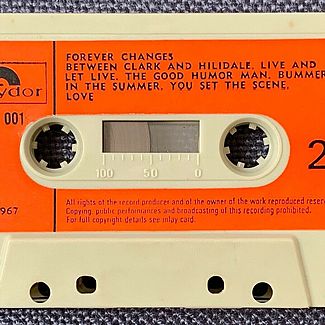 FOREVER CHANGES
BETWEEN CLARK AND HILIDALE, LIVE AND
LET LIVE, THE GOOD HUMOR MAN, BUMMER
IN THE SUMMER, YOU SET THE SCENE,
LOVE
ydor
001
2
100 50 0
967
All rights of the record producer and of the owner of the work reproduced reser
Copying, public performances and broadcasting of this recording prohibited.
For full copyright details see inlay card.